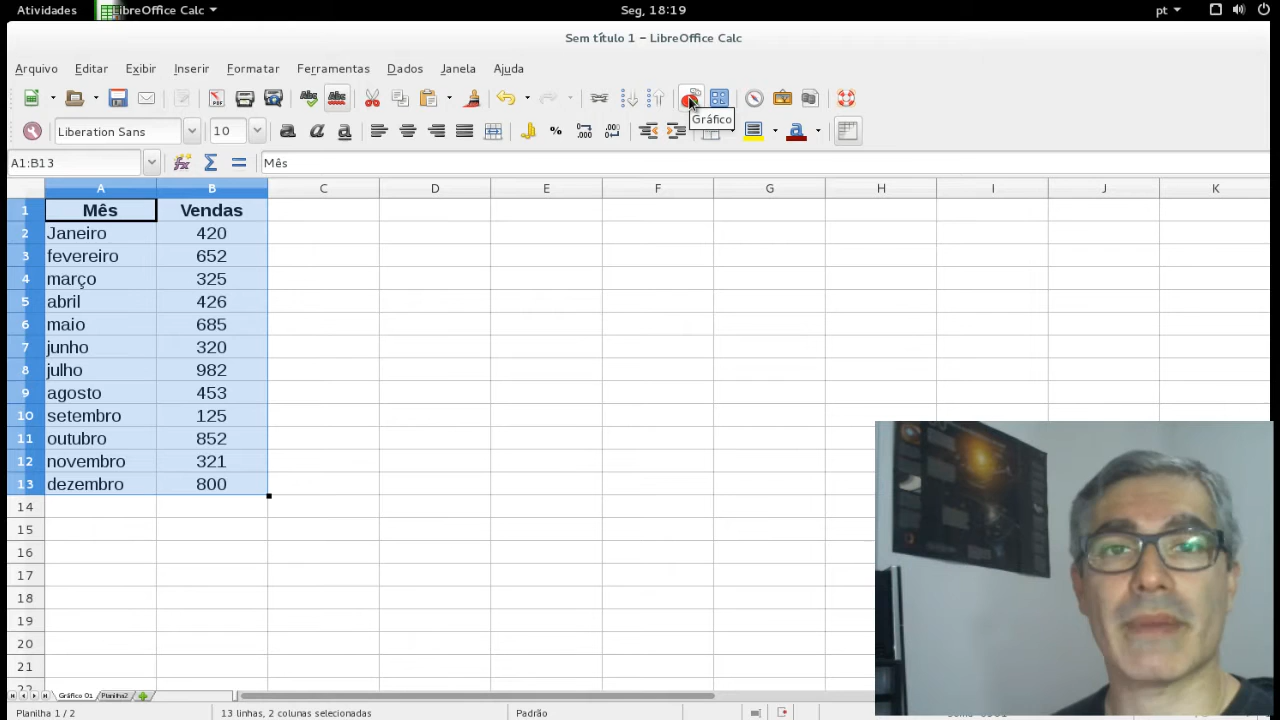 Atividades LibreOffice Calc Seg, 18:19 pt
Sem título 1 - LibreOffice Calc
Arquivo Editar Exibir Inserir Formatar Ferramentas Dados Janela Ajuda
Liberation Sans 10 a a a % Gráfico
A1:B13 Mês
A B C D E F G H I J K
1 Mês Vendas
2 Janeiro 420
3 fevereiro 652
4 março 325
5 abril 426
6 maio 685
7 junho 320
8 julho 982
9 agosto 453
10 setembro 125
11 outubro 852
12 novembro 321
13 dezembro 800
14
15
16
17
18
19
20
21
22
Gráfico 01 Planilha2
Planilha 1 / 2 13 linhas, 2 colunas selecionadas Padrão